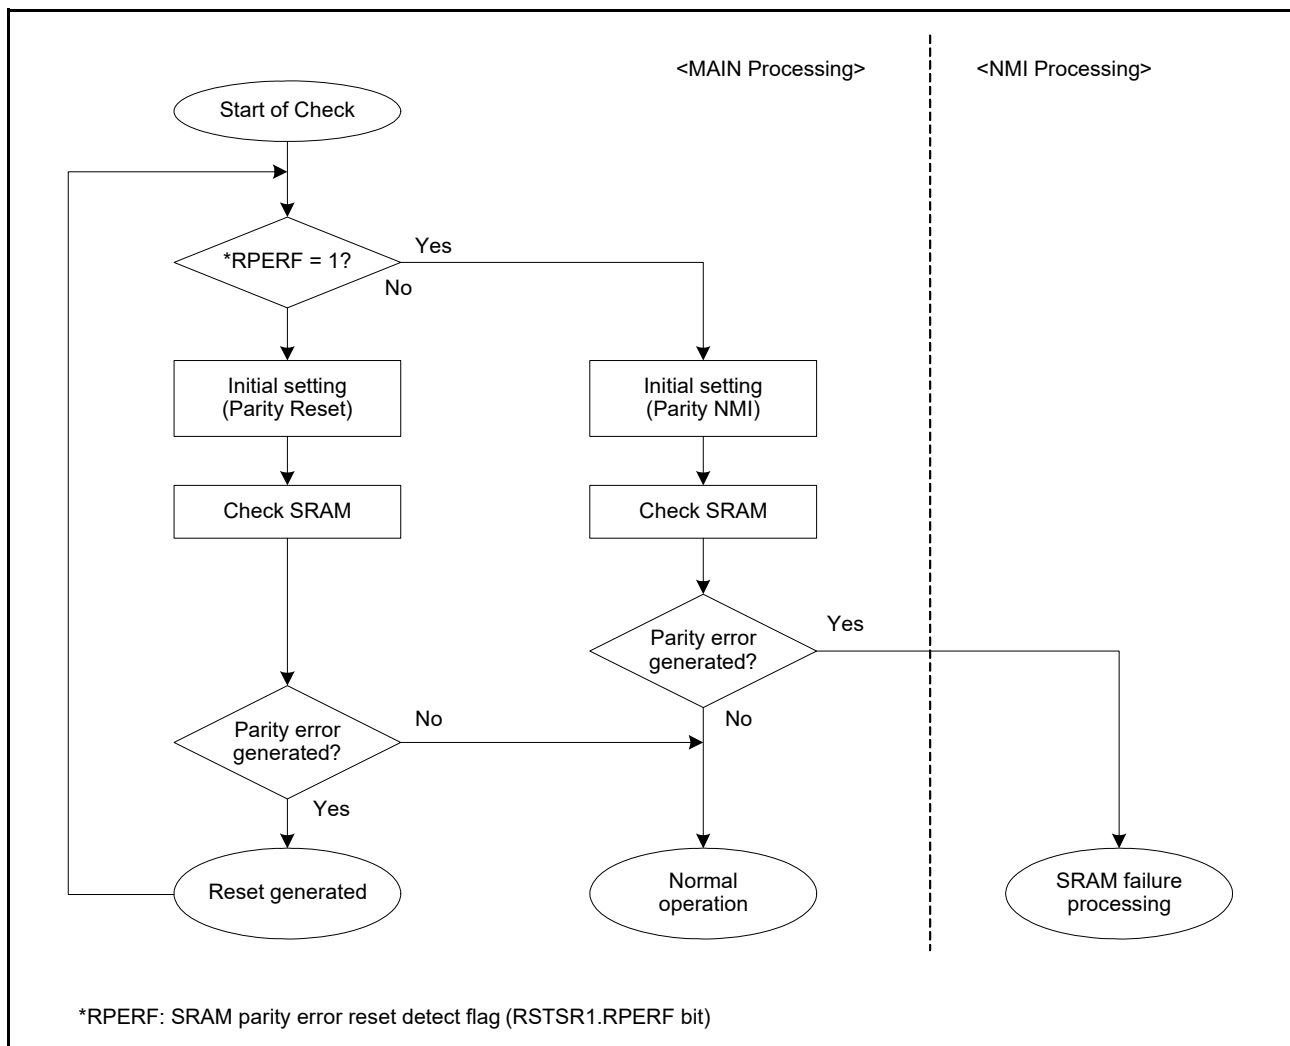 <MAIN Processing>
<NMI Processing>
Start of Check
*RPERF = 1?
Yes
No
Initial setting
(Parity Reset)
Initial setting
(Parity NMI)
Check SRAM
Check SRAM
Parity error
generated?
Yes
No
Parity error
generated?
No
Yes
Reset generated
Normal
operation
SRAM failure
processing
*RPERF: SRAM parity error reset detect flag (RSTSR1.RPERF bit)